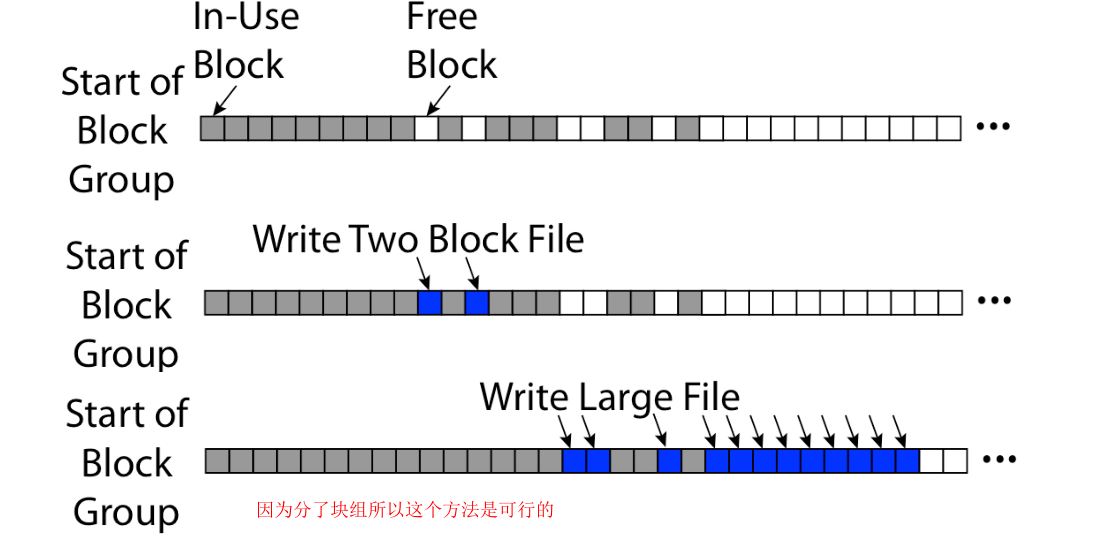 In-Use
Block
Free
Block
Start of
Block
Group
...
Write Two Block File
Start of
Block
Group
...
Write Large File
Start of
Block
Group
...
因为分了块组所以这个方法是可行的